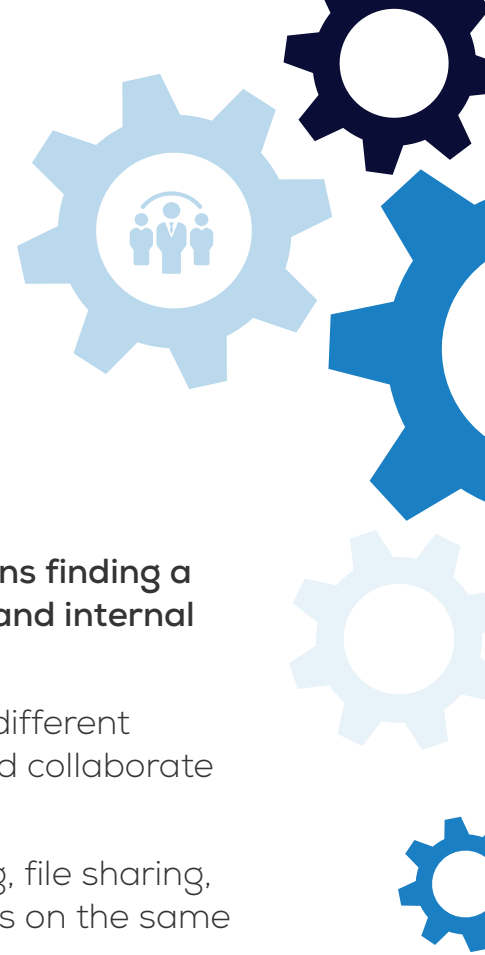 ns finding a
and internal
different
d collaborate
g, file sharing,
s on the same